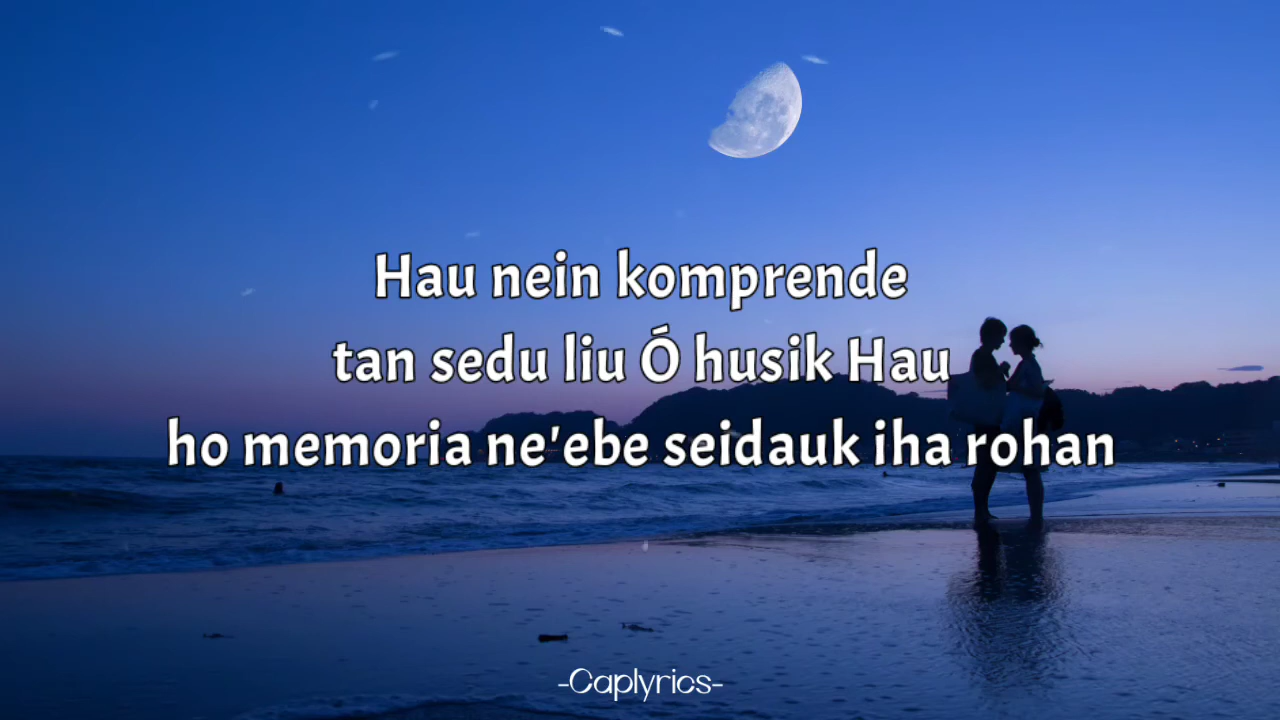 Hau nein komprende
tan sedu liu Ó husik Hau
ho memoria ne'ebe seidauk iha rohan
-Caplyrics-